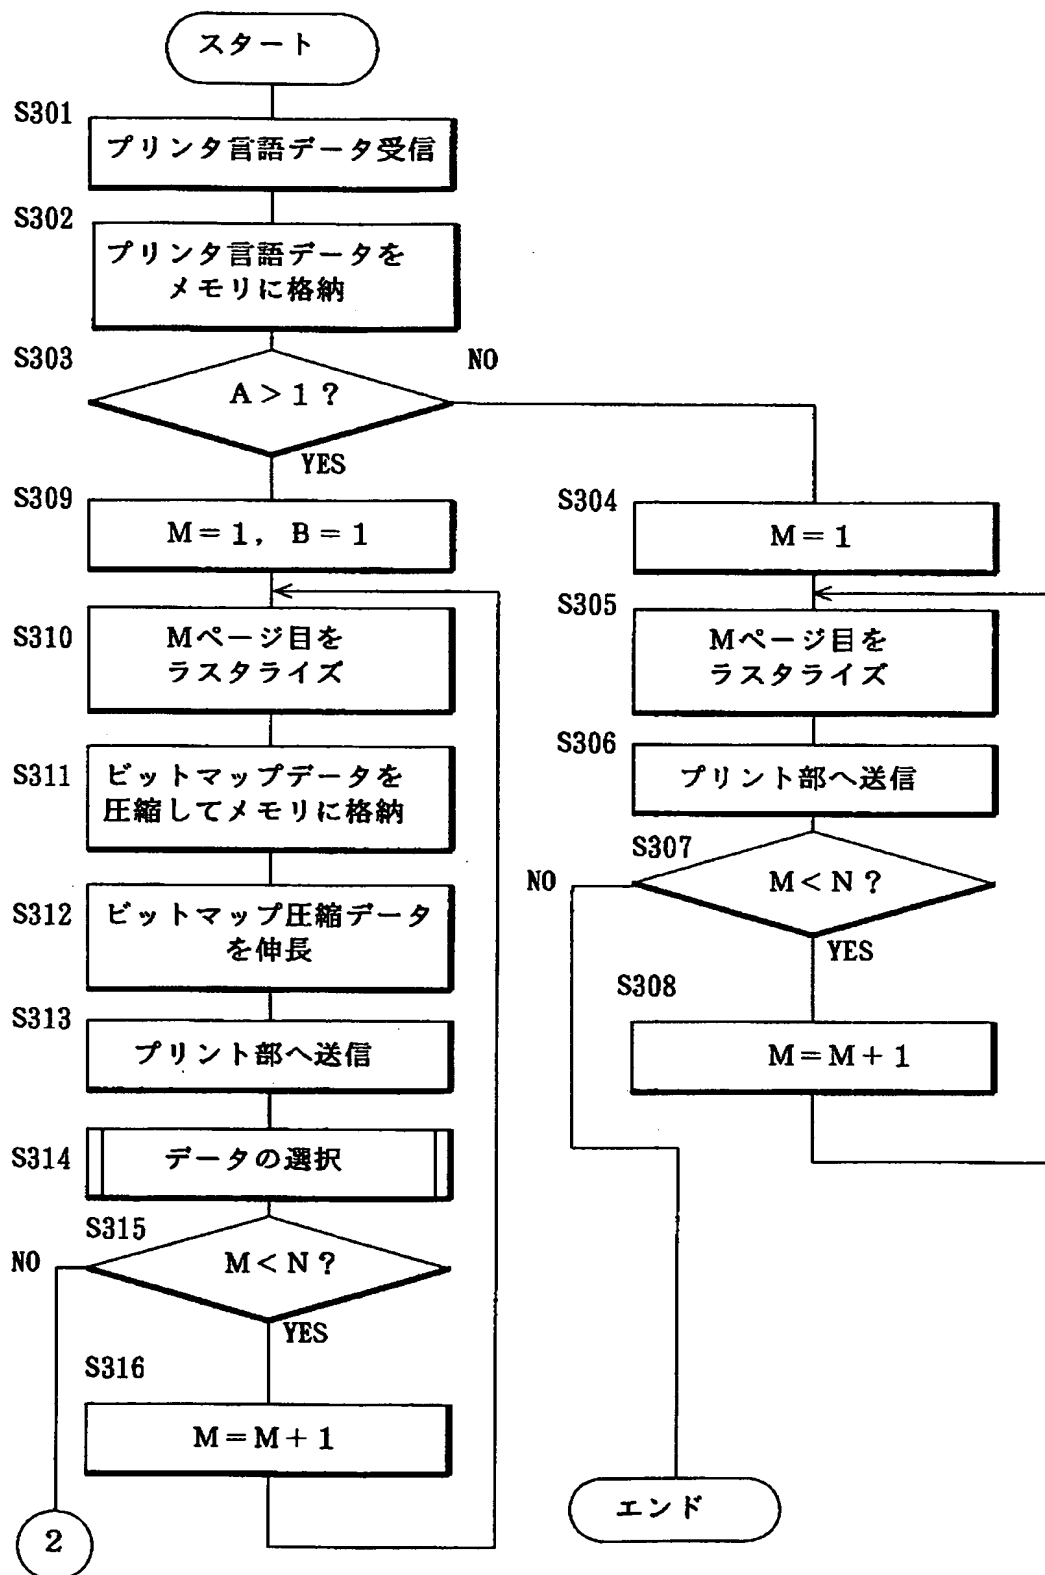 スタート
S301
プリンタ言語データ受信
S302
プリンタ言語データを
メモリに格納
S303
A>1?
NO
YES
S309
M=1, B=1
S310
Mページ目を
ラスタライズ
S311
ビットマップデータを
圧縮してメモリに格納
S312
ビットマップ圧縮データ
を伸長
S313
プリント部へ送信
S314
データの選択
S315
M<N?
NO
YES
S316
M=M+1
2
S304
M=1
S305
Mページ目を
ラスタライズ
S306
プリント部へ送信
S307
M<N?
NO
YES
S308
M=M+1
エンド